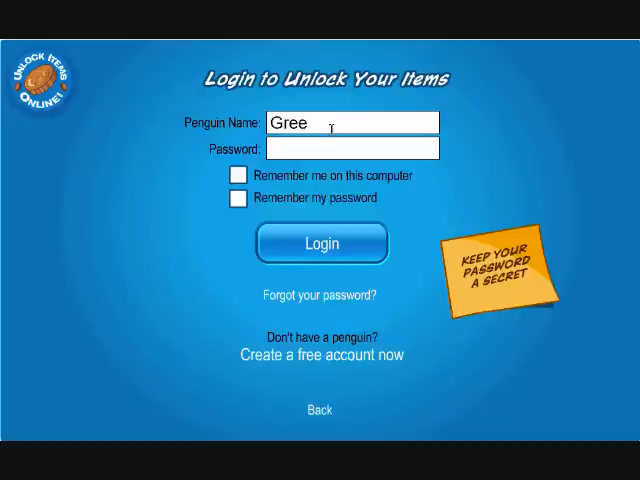 UNLOCK ITEMS
ONLINE!
Login to Unlock Your Items
Penguin Name: Gree
Password:
Remember me on this computer
Remember my password
Login
KEEP YOUR
PASSWORD
A SECRET
Forgot your password?
Don't have a penguin?
Create a free account now
Back